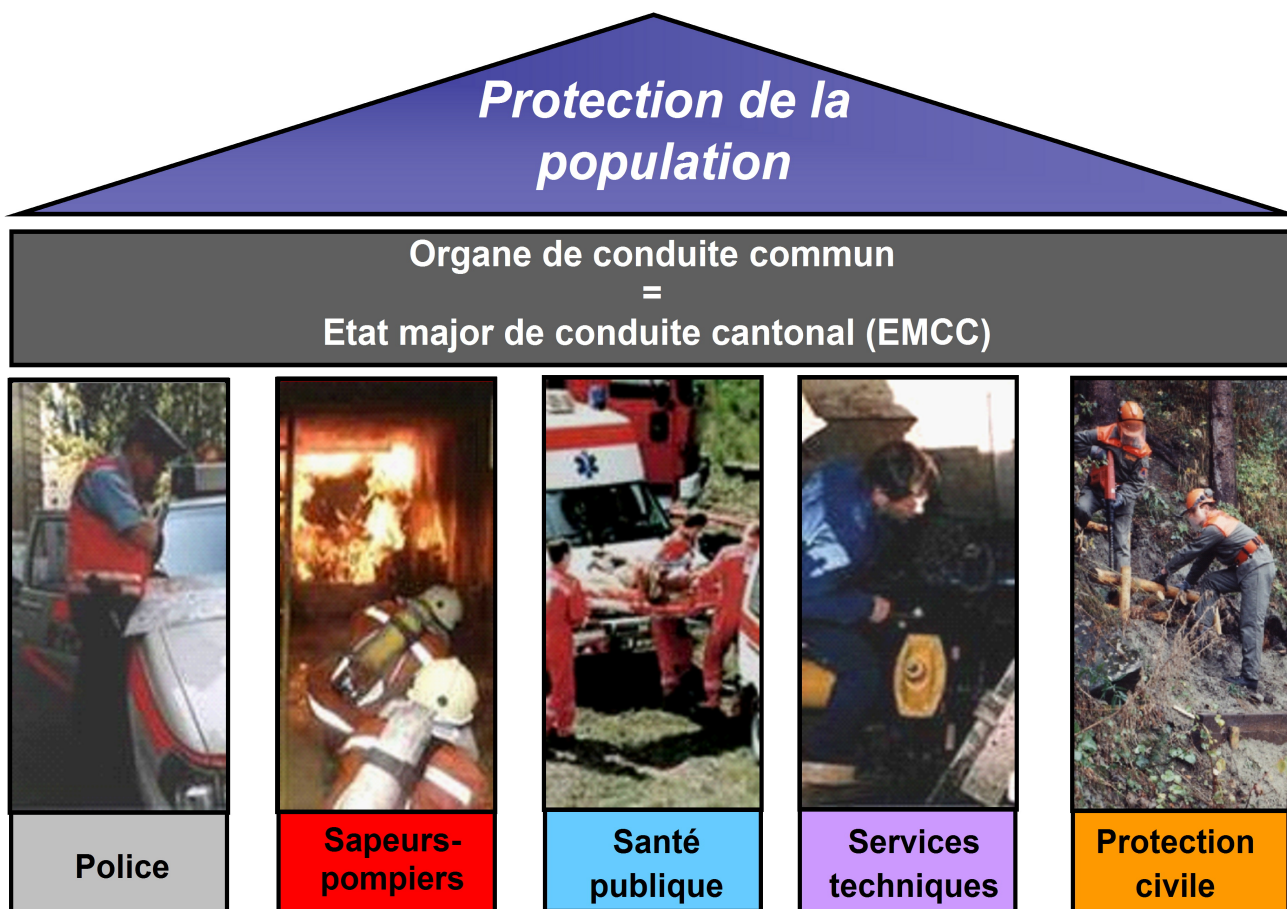 Protection de la
population
Organe de conduite commun
=
Etat major de conduite cantonal (EMCC)
Police
Sapeurs-
pompiers
Santé
publique
Services
techniques
Protection
civile